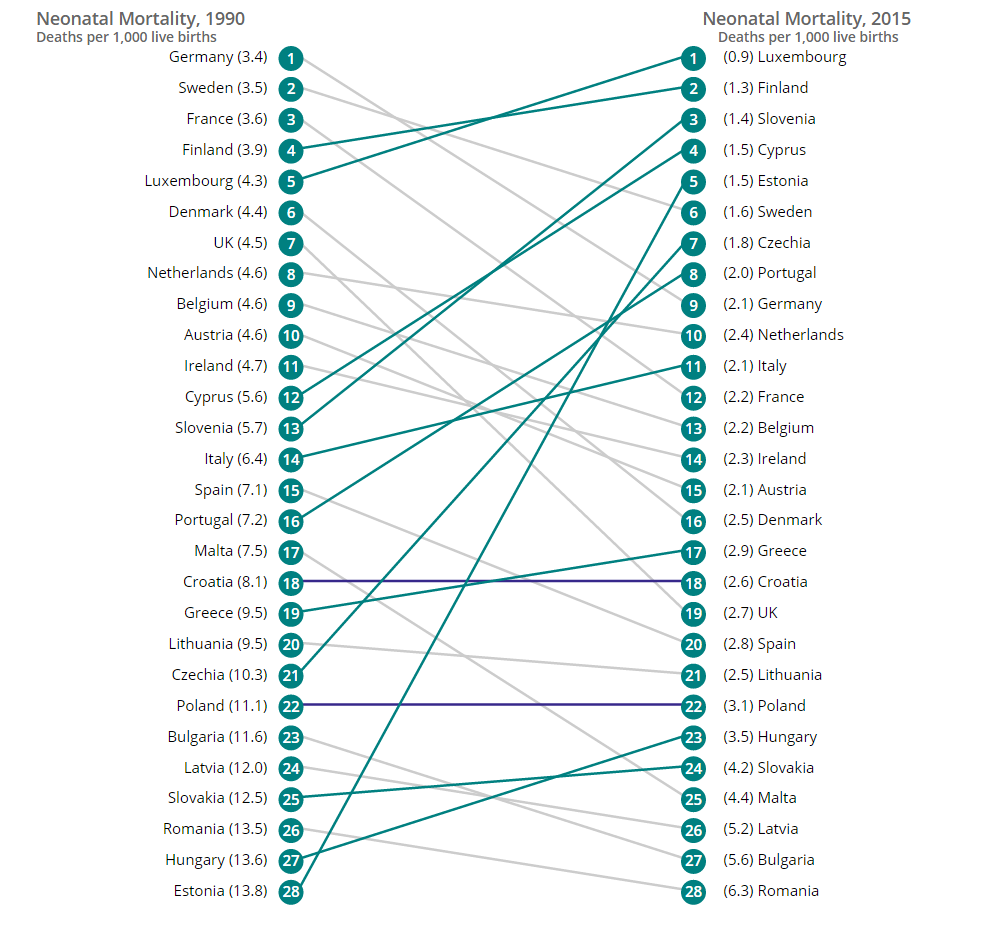 Neonatal Mortality, 1990
Deaths per 1,000 live births
Neonatal Mortality, 2015
Deaths per 1,000 live births
Germany (3.4) 1 1 (0.9) Luxembourg
Sweden (3.5) 2 2 (1.3) Finland
France (3.6) 3 3 (1.4) Slovenia
Finland (3.9) 4 4 (1.5) Cyprus
Luxembourg (4.3) 5 5 (1.5) Estonia
Denmark (4.4) 6 6 (1.6) Sweden
UK (4.5) 7 7 (1.8) Czechia
Netherlands (4.6) 8 8 (2.0) Portugal
Belgium (4.6) 9 9 (2.1) Germany
Austria (4.6) 10 10 (2.4) Netherlands
Ireland (4.7) 11 11 (2.1) Italy
Cyprus (5.6) 12 12 (2.2) France
Slovenia (5.7) 13 13 (2.2) Belgium
Italy (6.4) 14 14 (2.3) Ireland
Spain (7.1) 15 15 (2.1) Austria
Portugal (7.2) 16 16 (2.5) Denmark
Malta (7.5) 17 17 (2.9) Greece
Croatia (8.1) 18 18 (2.6) Croatia
Greece (9.5) 19 19 (2.7) UK
Lithuania (9.5) 20 20 (2.8) Spain
Czechia (10.3) 21 21 (2.5) Lithuania
Poland (11.1) 22 22 (3.1) Poland
Bulgaria (11.6) 23 23 (3.5) Hungary
Latvia (12.0) 24 24 (4.2) Slovakia
Slovakia (12.5) 25 25 (4.4) Malta
Romania (13.5) 26 26 (5.2) Latvia
Hungary (13.6) 27 27 (5.6) Bulgaria
Estonia (13.8) 28 28 (6.3) Romania